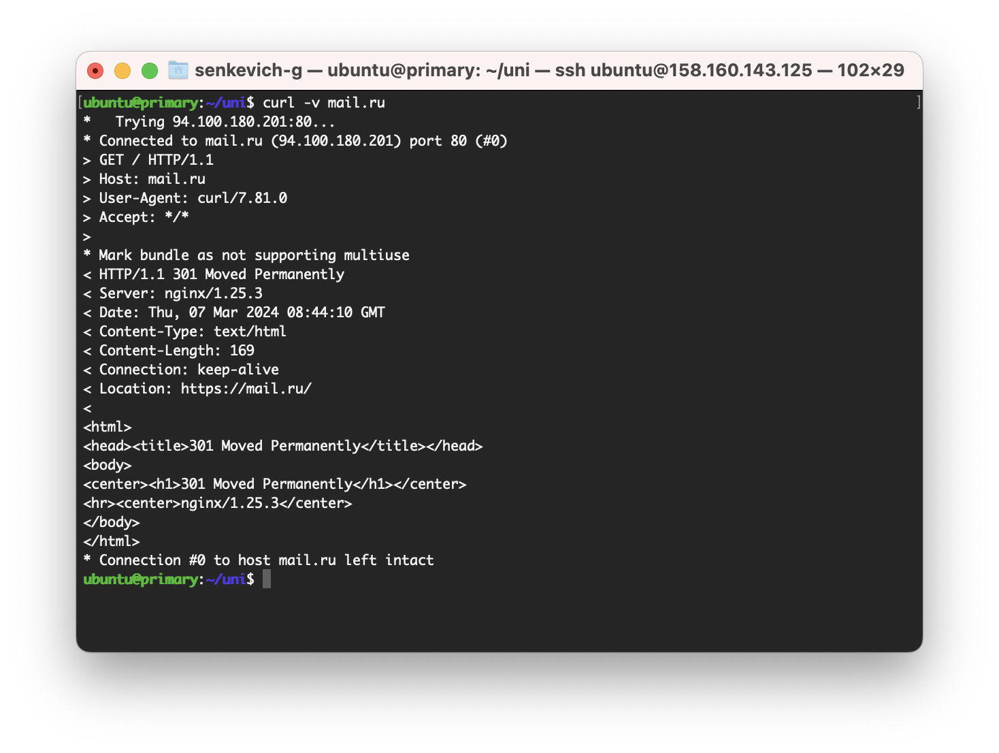 senkevich-g — ubuntu@primary: ~/uni — ssh ubuntu@158.160.143.125 — 102×29
[ubuntu@primary:~/uni$ curl -v mail.ru ]
*   Trying 94.100.180.201:80...
* Connected to mail.ru (94.100.180.201) port 80 (#0)
> GET / HTTP/1.1
> Host: mail.ru
> User-Agent: curl/7.81.0
> Accept: */*
>
* Mark bundle as not supporting multiuse
< HTTP/1.1 301 Moved Permanently
< Server: nginx/1.25.3
< Date: Thu, 07 Mar 2024 08:44:10 GMT
< Content-Type: text/html
< Content-Length: 169
< Connection: keep-alive
< Location: https://mail.ru/
<
<html>
<head><title>301 Moved Permanently</title></head>
<body>
<center><h1>301 Moved Permanently</h1></center>
<hr><center>nginx/1.25.3</center>
</body>
</html>
* Connection #0 to host mail.ru left intact
ubuntu@primary:~/uni$